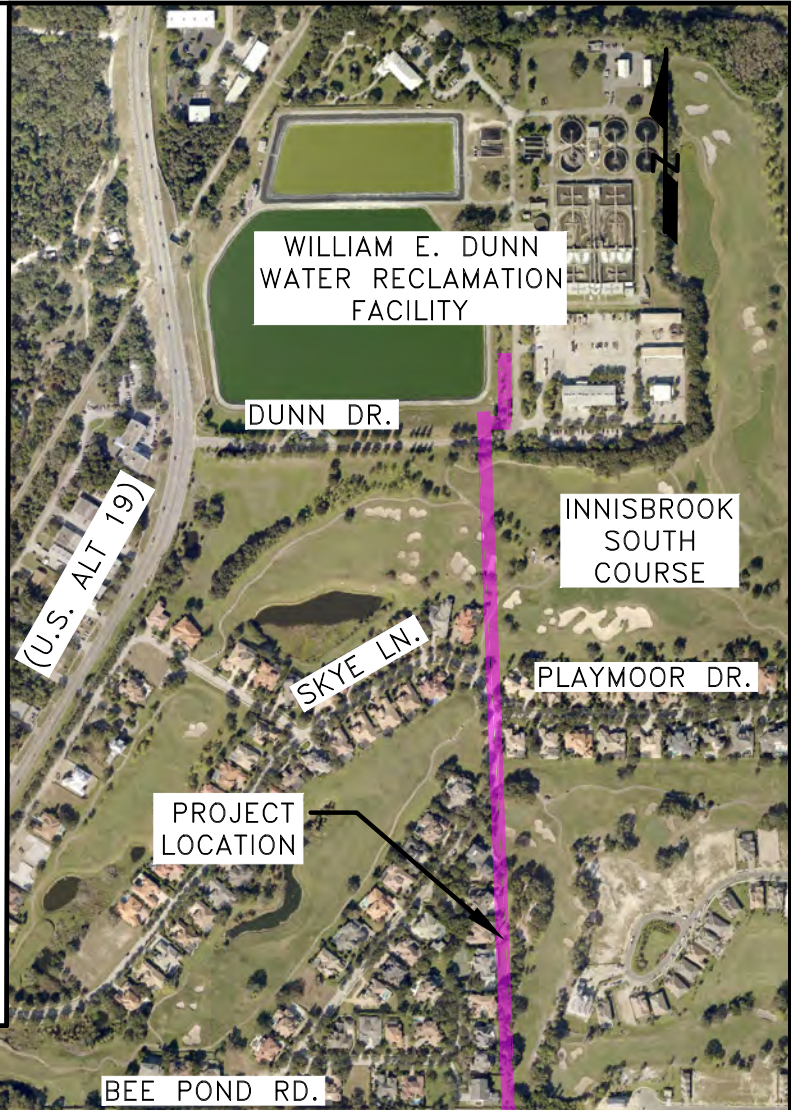 WILLIAM E. DUNN
WATER RECLAMATION
FACILITY
DUNN DR.
(U.S. ALT 19)
INNISBROOK
SOUTH
COURSE
SKYE LN.
PLAYMOOR DR.
PROJECT
LOCATION
BEE POND RD.
N